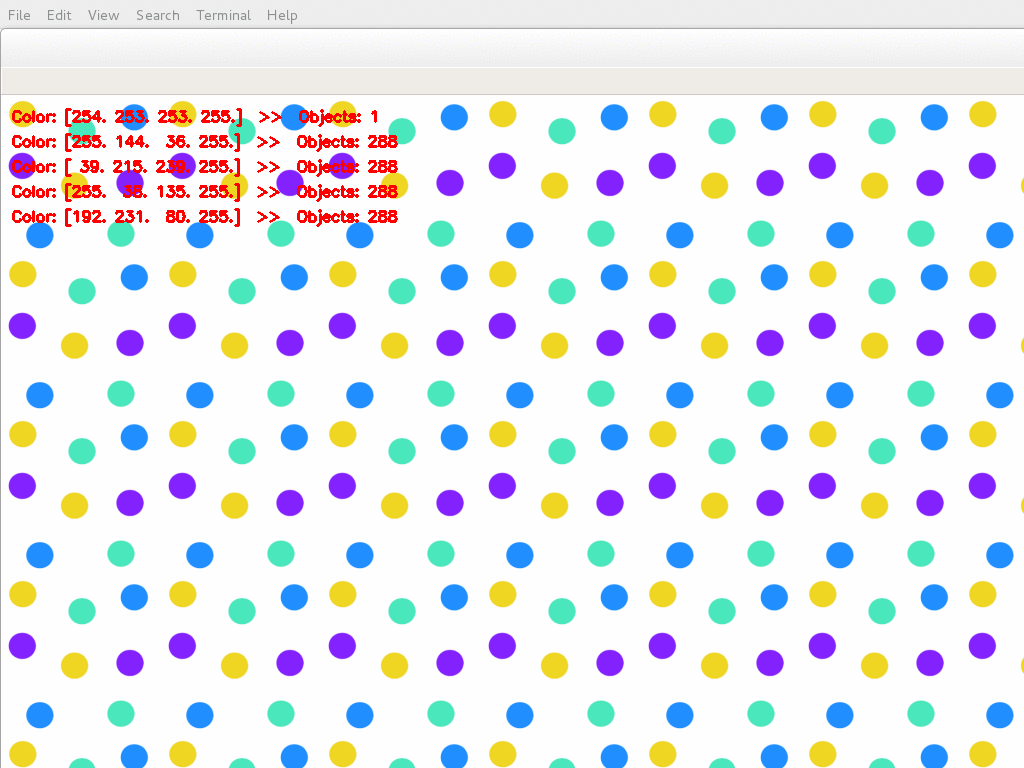 File Edit View Search Terminal Help
Color: [254. 253. 253. 255.] >> Objects: 1
Color: [255. 144. 36. 255.] >> Objects: 288
Color: [ 39. 215. 239. 255.] >> Objects: 288
Color: [255. 38. 135. 255.] >> Objects: 288
Color: [192. 231. 80. 255.] >> Objects: 288